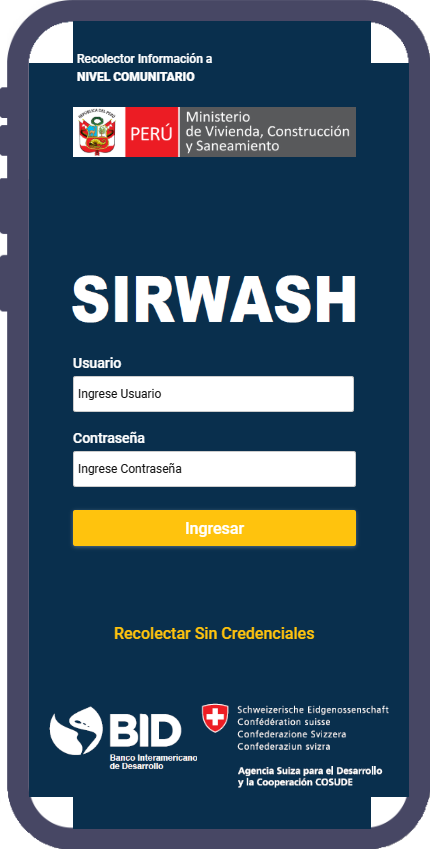 Recolector Información a
NIVEL COMUNITARIO
REPÚBLICA DEL PERÚ
PERÚ
Ministerio
de Vivienda, Construcción
y Saneamiento
SIRWASH
Usuario
Ingrese Usuario
Contraseña
Ingrese Contraseña
Ingresar
Recolectar Sin Credenciales
BID
Banco Interamericano
de Desarrollo
Schweizerische Eidgenossenschaft
Confédération suisse
Confederazione Svizzera
Confederaziun svizra
Agencia Suiza para el Desarrollo
y la Cooperación COSUDE